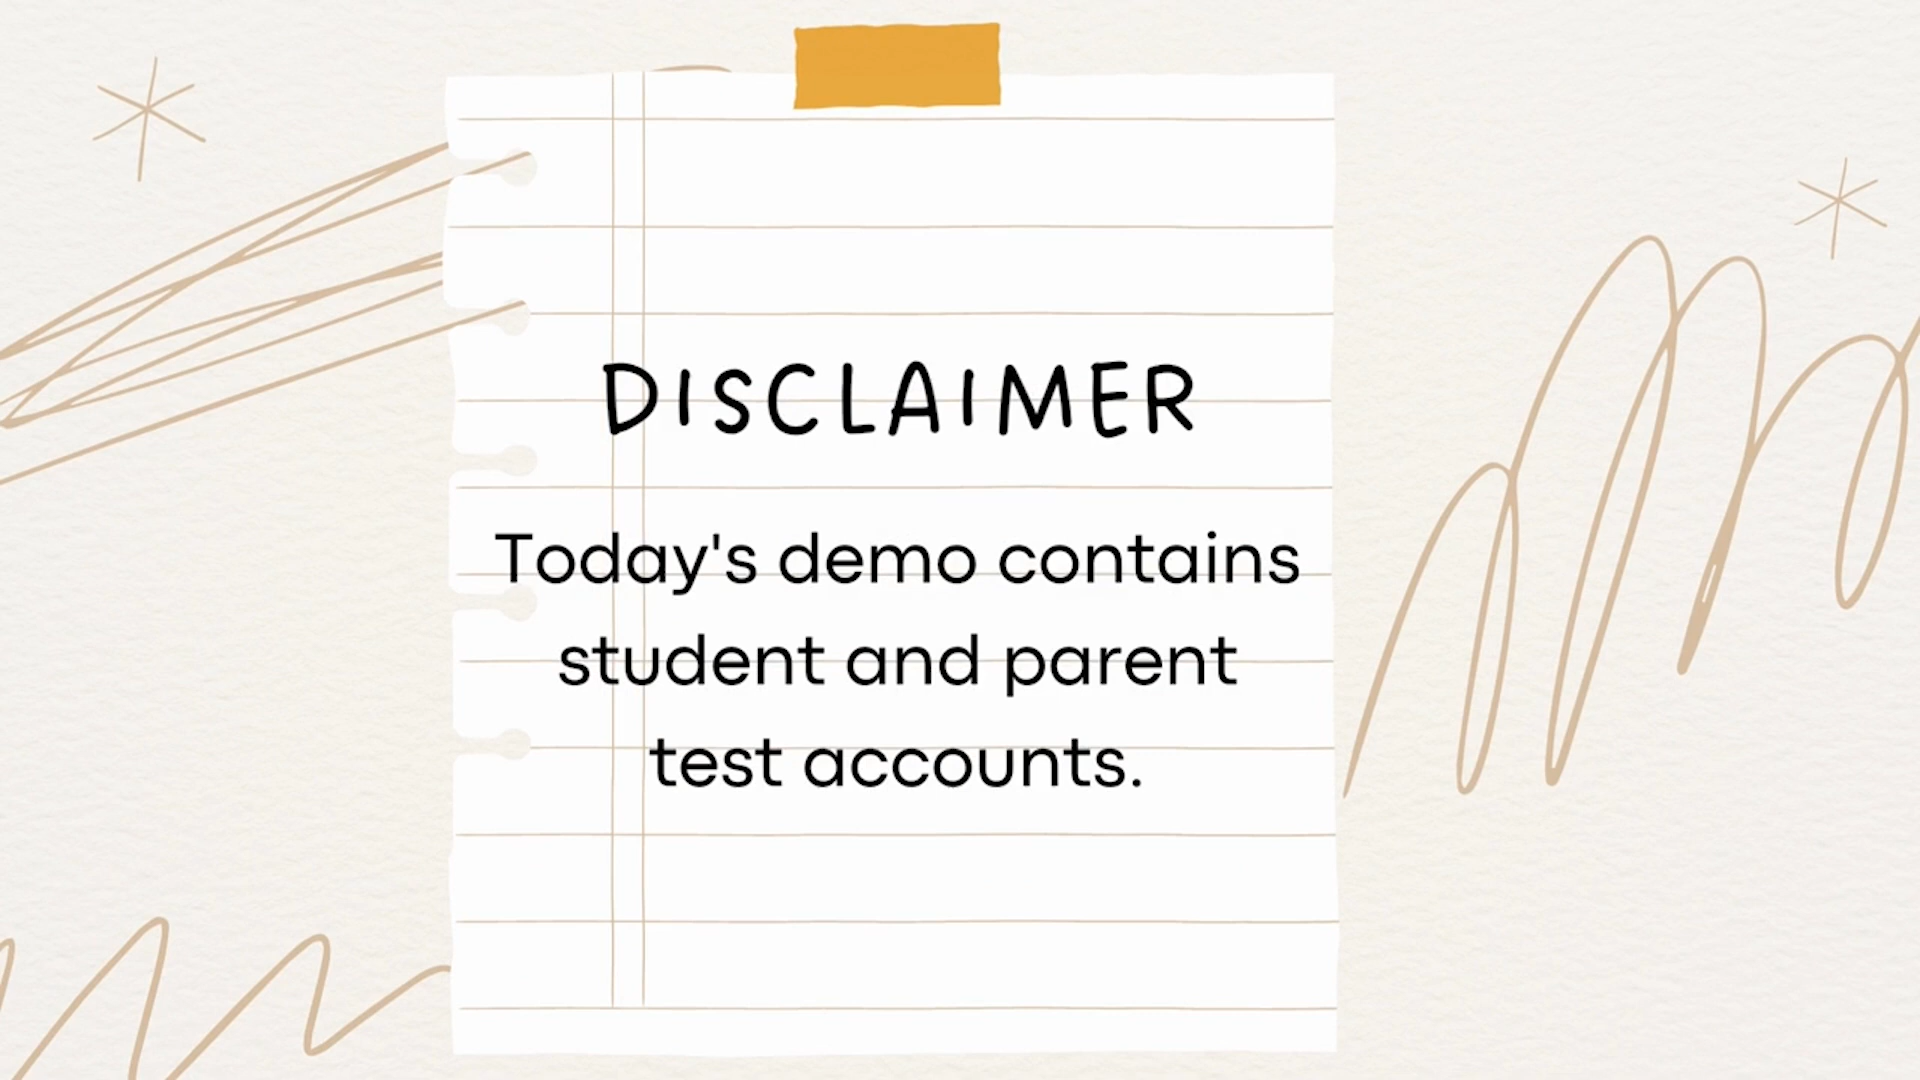 DISCLAIMER
Today's demo contains
student and parent
test accounts.